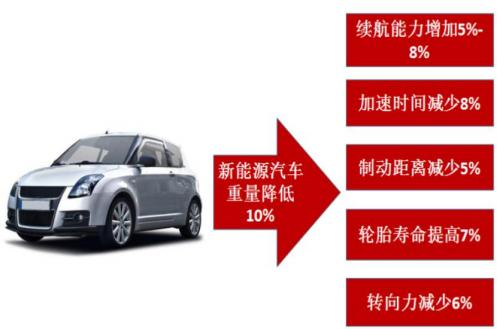 续航能力增加5%-
8%
加速时间减少8%
新能源汽车
重量降低
10%
制动距离减少5%
轮胎寿命提高7%
转向力减少6%